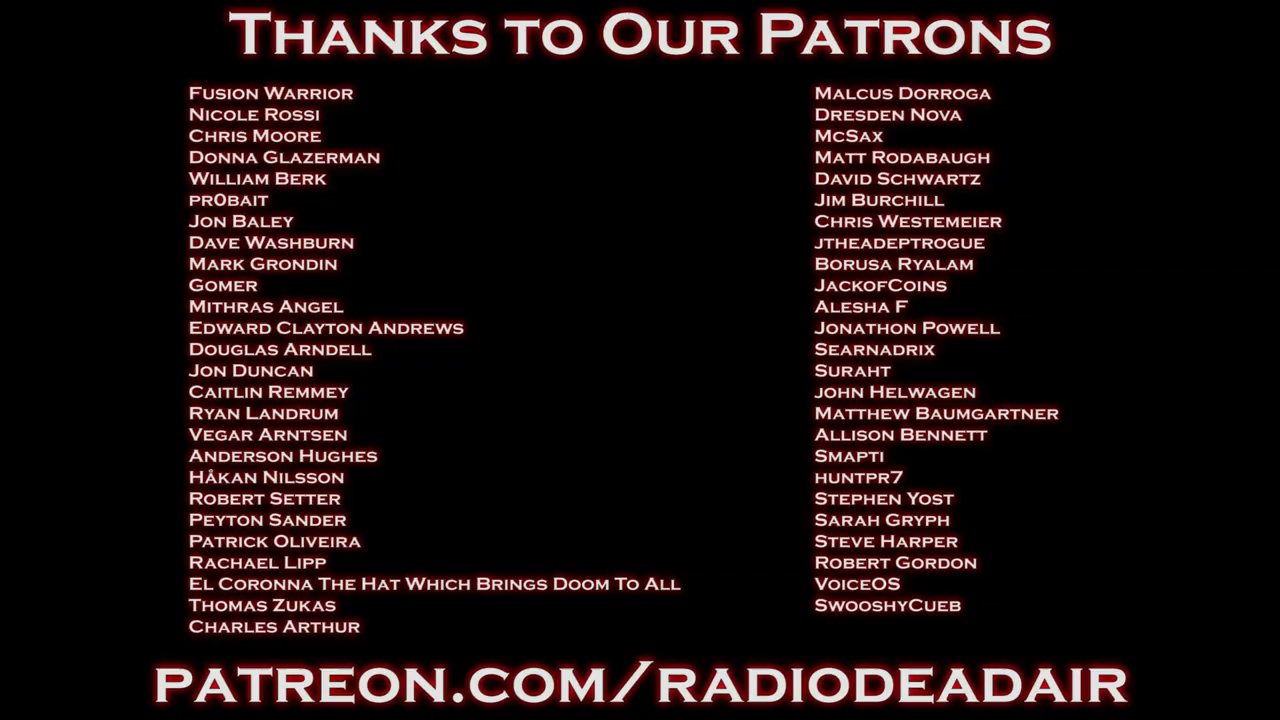 Thanks to Our Patrons
Fusion Warrior
Nicole Rossi
Chris Moore
Donna Glazerman
William Berk
pr0bait
Jon Baley
Dave Washburn
Mark Grondin
Gomer
Mithras Angel
Edward Clayton Andrews
Douglas Arndell
Jon Duncan
Caitlin Remmey
Ryan Landrum
Vegar Arntsen
Anderson Hughes
Håkan Nilsson
Robert Setter
Peyton Sander
Patrick Oliveira
Rachael Lipp
El Coronna The Hat Which Brings Doom To All
Thomas Zukas
Charles Arthur
Malcus Dorroga
Dresden Nova
McSax
Matt Rodabaugh
David Schwartz
Jim Burchill
Chris Westemeier
jtheadeptrogue
Borusa Ryalam
JackofCoins
Alesha F
Jonathon Powell
Searnadrix
Suraht
john Helwagen
Matthew Baumgartner
Allison Bennett
Smapti
huntpr7
Stephen Yost
Sarah Gryph
Steve Harper
Robert Gordon
VoiceOS
SwooshyCueb
patreon.com/radiodeadair